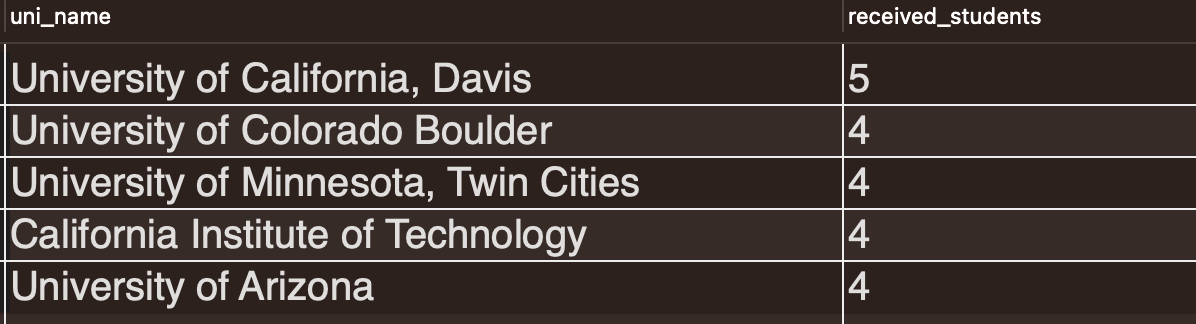 uni_name received_students
University of California, Davis 5
University of Colorado Boulder 4
University of Minnesota, Twin Cities 4
California Institute of Technology 4
University of Arizona 4